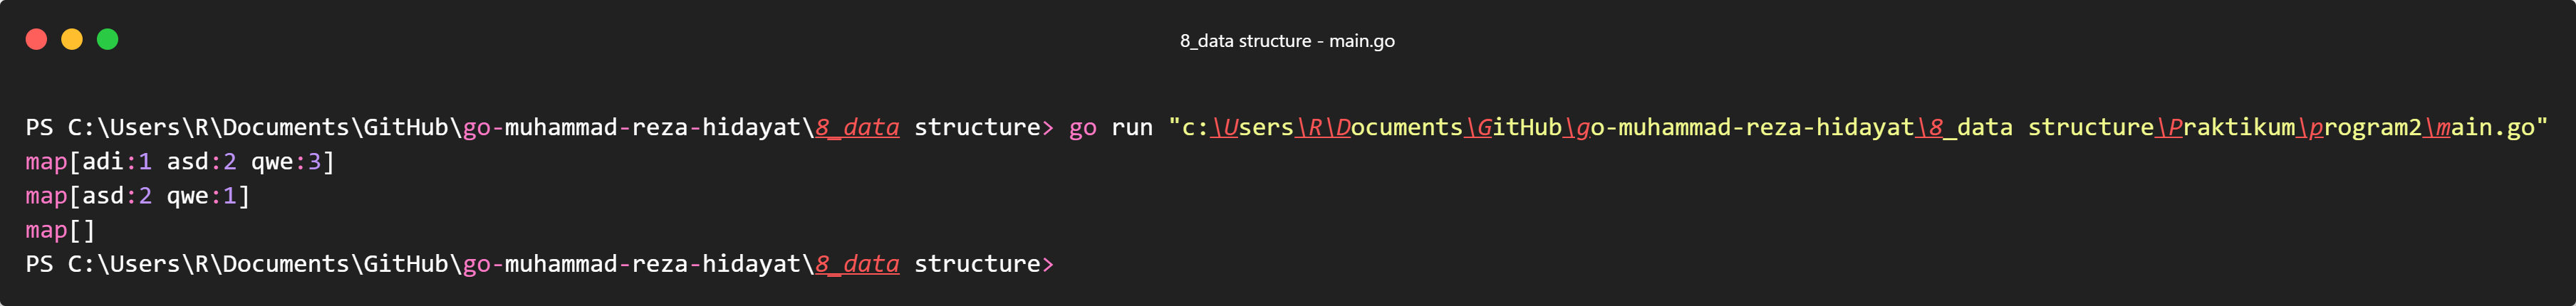 8_data structure - main.go
PS C:\Users\R\Documents\GitHub\go-muhammad-reza-hidayat\8_data structure> go run "c:\Users\R\Documents\GitHub\go-muhammad-reza-hidayat\8_data structure\Praktikum\program2\main.go"
map[adi:1 asd:2 qwe:3]
map[asd:2 qwe:1]
map[]
PS C:\Users\R\Documents\GitHub\go-muhammad-reza-hidayat\8_data structure>